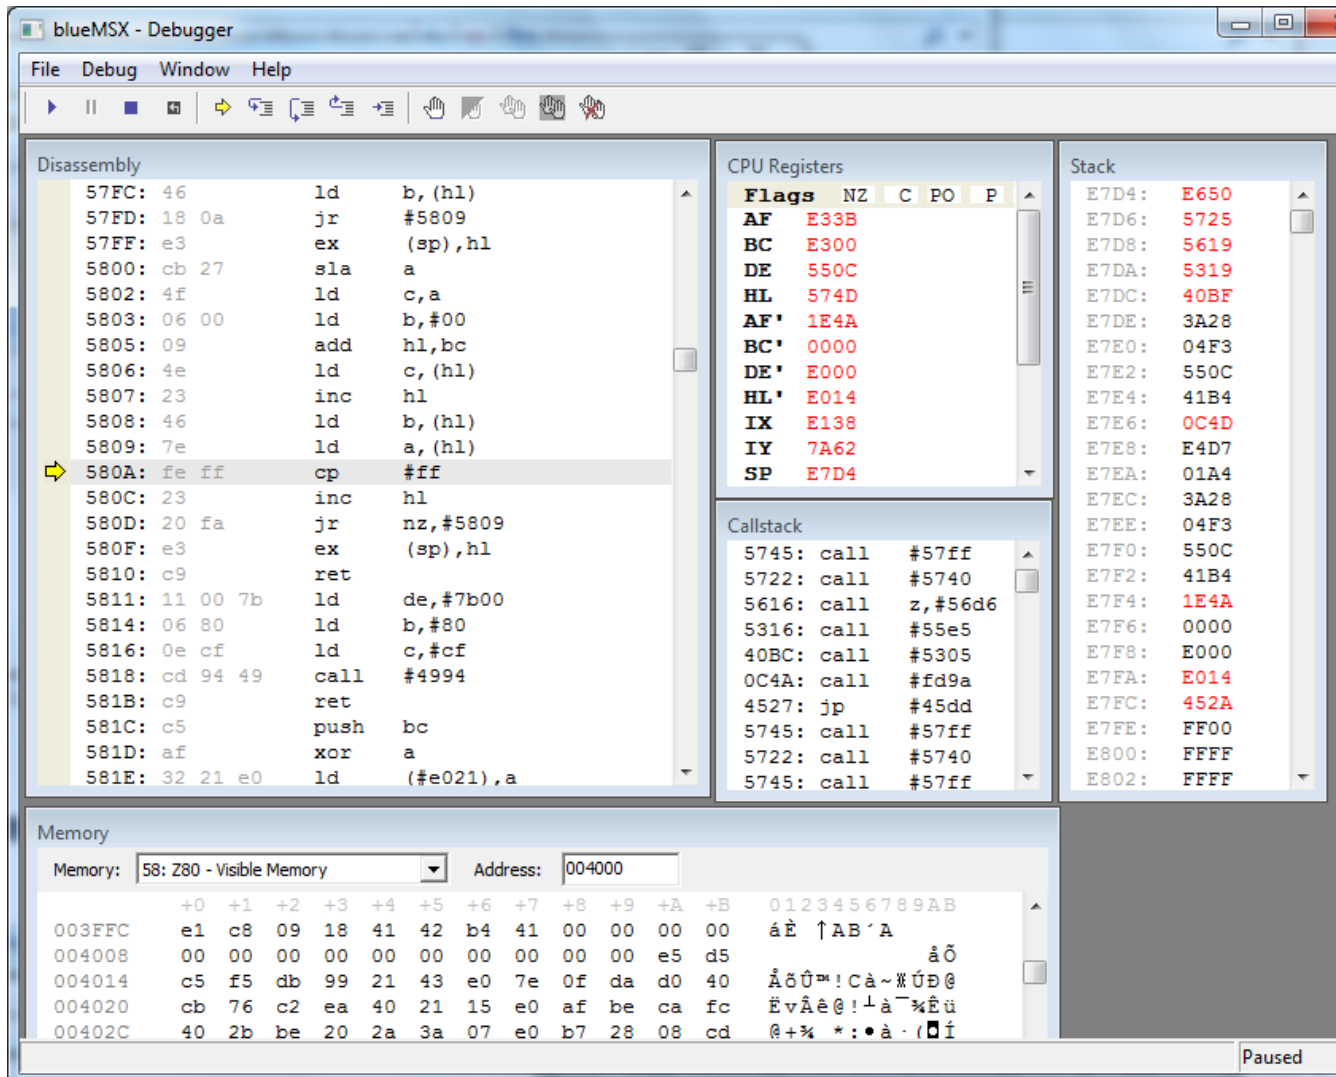 blueMSX - Debugger
File Debug Window Help
Disassembly
57FC: 46 ld b,(hl)
57FD: 18 0a jr #5809
57FF: e3 ex (sp),hl
5800: cb 27 sla a
5802: 4f ld c,a
5803: 06 00 ld b,#00
5805: 09 add hl,bc
5806: 4e ld c,(hl)
5807: 23 inc hl
5808: 46 ld b,(hl)
5809: 7e ld a,(hl)
580A: fe ff cp #ff
580C: 23 inc hl
580D: 20 fa jr nz,#5809
580F: e3 ex (sp),hl
5810: c9 ret
5811: 11 00 7b ld de,#7b00
5814: 06 80 ld b,#80
5816: 0e cf ld c,#cf
5818: cd 94 49 call #4994
581B: c9 ret
581C: c5 push bc
581D: af xor a
581E: 32 21 e0 ld (#e021),a
CPU Registers
Flags NZ C PO P
AF E33B
BC E300
DE 550C
HL 574D
AF' 1E4A
BC' 0000
DE' E000
HL' E014
IX E138
IY 7A62
SP E7D4
Callstack
5745: call #57ff
5722: call #5740
5616: call z,#56d6
5316: call #55e5
40BC: call #5305
0C4A: call #fd9a
4527: jp #45dd
5745: call #57ff
5722: call #5740
5745: call #57ff
Stack
E7D4: E650
E7D6: 5725
E7D8: 5619
E7DA: 5319
E7DC: 40BF
E7DE: 3A28
E7E0: 04F3
E7E2: 550C
E7E4: 41B4
E7E6: 0C4D
E7E8: E4D7
E7EA: 01A4
E7EC: 3A28
E7EE: 04F3
E7F0: 550C
E7F2: 41B4
E7F4: 1E4A
E7F6: 0000
E7F8: E000
E7FA: E014
E7FC: 452A
E7FE: FF00
E800: FFFF
E802: FFFF
Memory
Memory: 58: Z80 - Visible Memory Address: 004000
+0 +1 +2 +3 +4 +5 +6 +7 +8 +9 +A +B 0123456789AB
003FFC e1 c8 09 18 41 42 b4 41 00 00 00 00 áÈ ↑AB´A
004008 00 00 00 00 00 00 00 00 00 00 e5 d5 åÕ
004014 c5 f5 db 99 21 43 e0 7e 0f da d0 40 ÅõÛ™!Cà~¤ÚÐ@
004020 cb 76 c2 ea 40 21 15 e0 af be ca fc ËvÂê@!┴à¯¾Êü
00402C 40 2b be 20 2a 3a 07 e0 b7 28 08 cd @+¾ *:•à·(◘Í
Paused